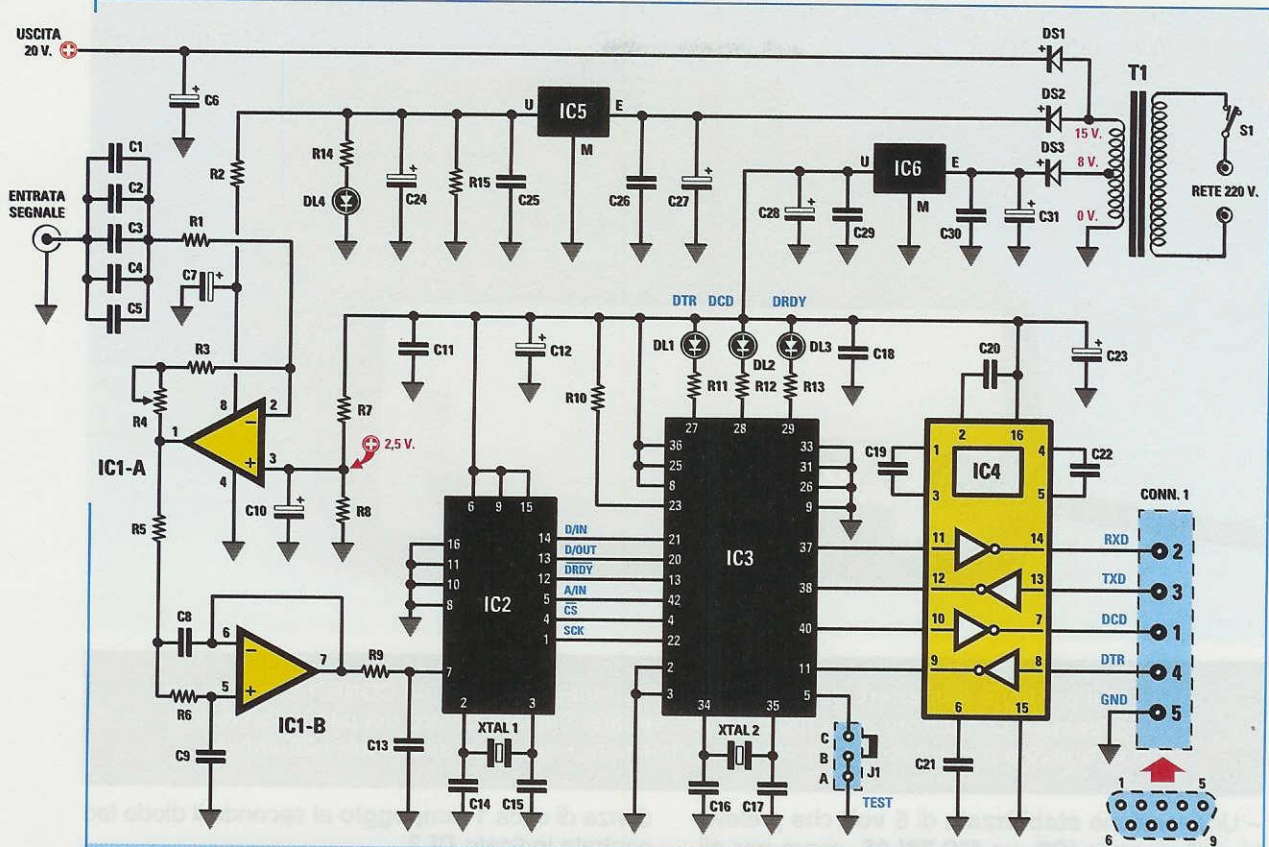 USCITA
20 V.
C6
DS1
T1
DS2
15 V.
DS3
8 V.
0 V.
S1
RETE 220 V.
U
IC5
E
M
U
IC6
E
M
R2
R14
DL4
C24
R15
C25
C26
C27
C28
C29
C30
C31
ENTRATA
SEGNALE
C1
C2
C3
C4
C5
R1
C7
R3
R4
8
2
1
3
4
IC1-A
R5
C10
R7
2,5 V.
R8
C11
C12
R10
DTR
DCD
DRDY
DL1
DL2
DL3
R11
R12
R13
C18
C20
C23
27
28
29
36
25
8
23
33
31
26
9
IC3
21
20
13
42
4
22
2
3
34
35
37
38
40
11
5
6
9
15
16
11
10
8
IC2
14
13
12
5
4
1
7
2
3
D/IN
D/OUT
DRDY
A/IN
CS
SCK
C8
6
5
7
R6
C9
IC1-B
R9
C13
XTAL 1
C14
C15
XTAL 2
C16
C17
C
B
A
J1
TEST
C19
C22
2
16
1
3
4
5
IC4
11
14
12
13
10
7
9
8
6
15
C21
CONN. 1
RXD
2
TXD
3
DCD
1
DTR
4
GND
5
1
5
6
9